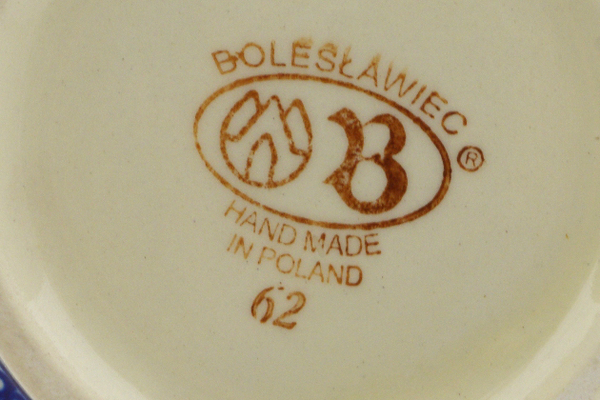 BOLESŁAWIEC ®
B
HAND MADE
IN POLAND
62